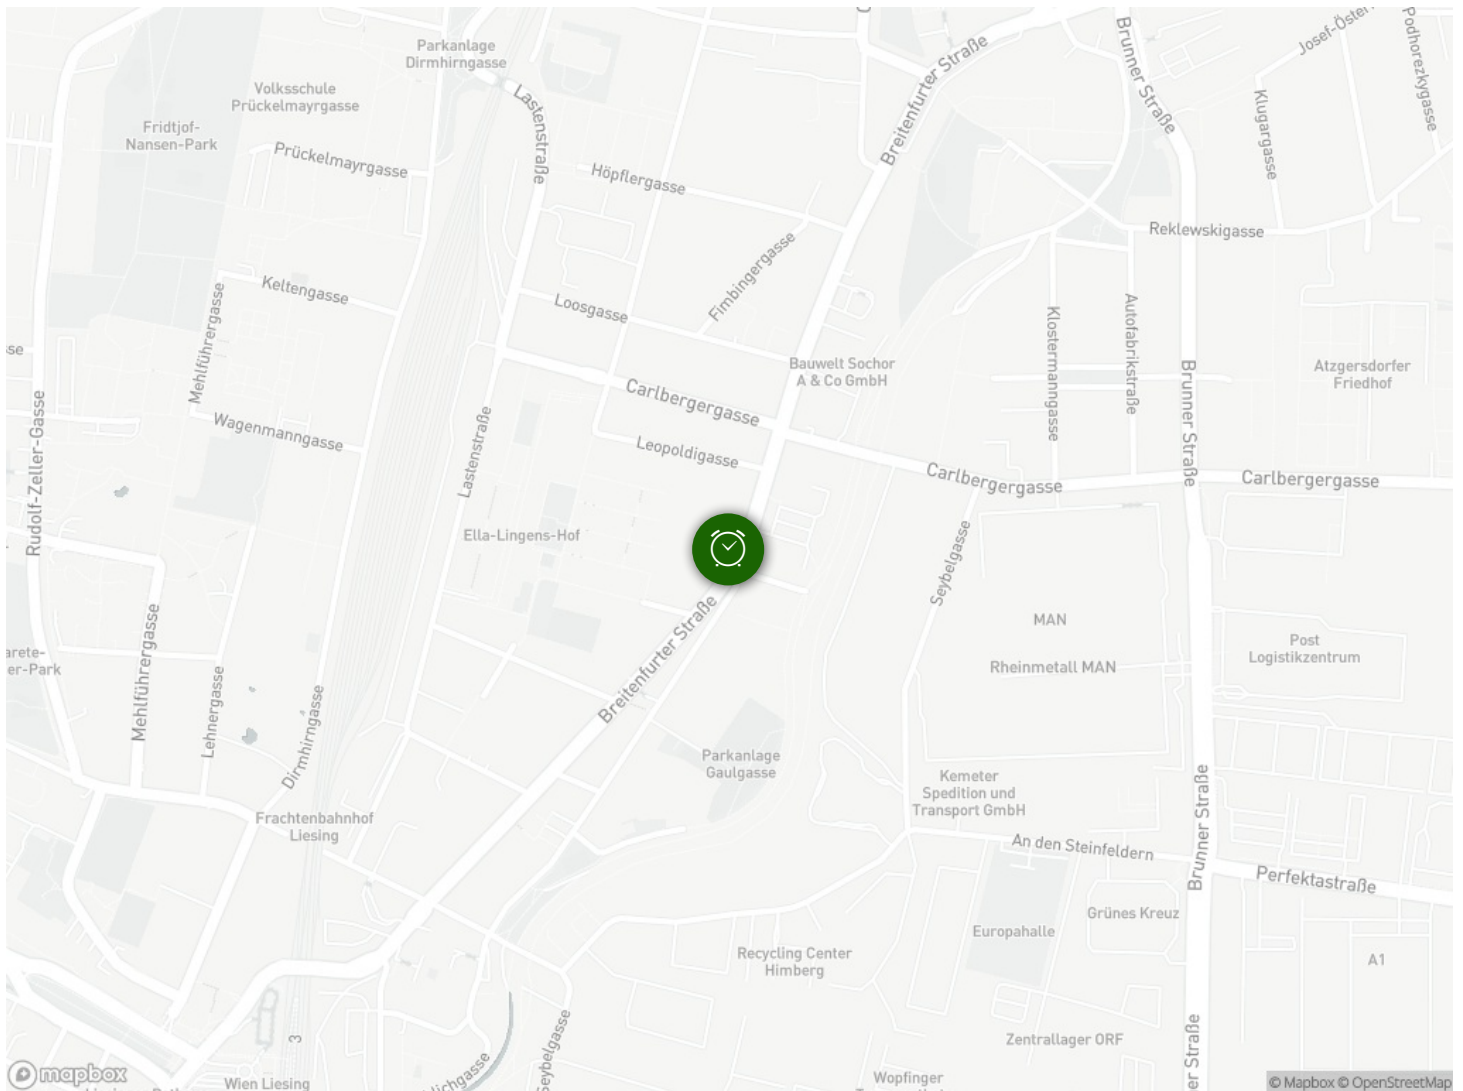 Parkanlage
Dirmhirngasse
Breitenfurter Straße
Brunner Straße
Podhorezkygasse
Volksschule
Prückelmayrgasse
Lastenstraße
Klugargasse
Fridtjof-
Nansen-Park
Prückelmayrgasse
Höpflergasse
Reklewskigasse
Fimbingergasse
Keltengasse
Loosgasse
Mehlführergasse
Klostermanngasse
Autofabrikstraße
Bauwelt Sochor
A & Co GmbH
Atzgersdorfer
Friedhof
Carlbergergasse
Brunner Straße
Wagenmanngasse
Rudolf-Zeller-Gasse
Lastenstraße
Leopoldigasse
Carlbergergasse
Carlbergergasse
Ella-Lingens-Hof
Seybelgasse
MAN
Post
Logistikzentrum
Rheinmetall MAN
Breitenfurter Straße
Mehlführergasse
Lehnergasse
Dirmhirngasse
Parkanlage
Gaulgasse
Kemeter
Spedition und
Transport GmbH
Brunner Straße
Frachtenbahnhof
Liesing
An den Steinfeldern
Perfektastraße
Grünes Kreuz
Europahalle
Recycling Center
Himberg
A1
3
Zentrallager ORF
Seybelgasse
Wopfinger
Wien Liesing
mapbox
© Mapbox © OpenStreetMap